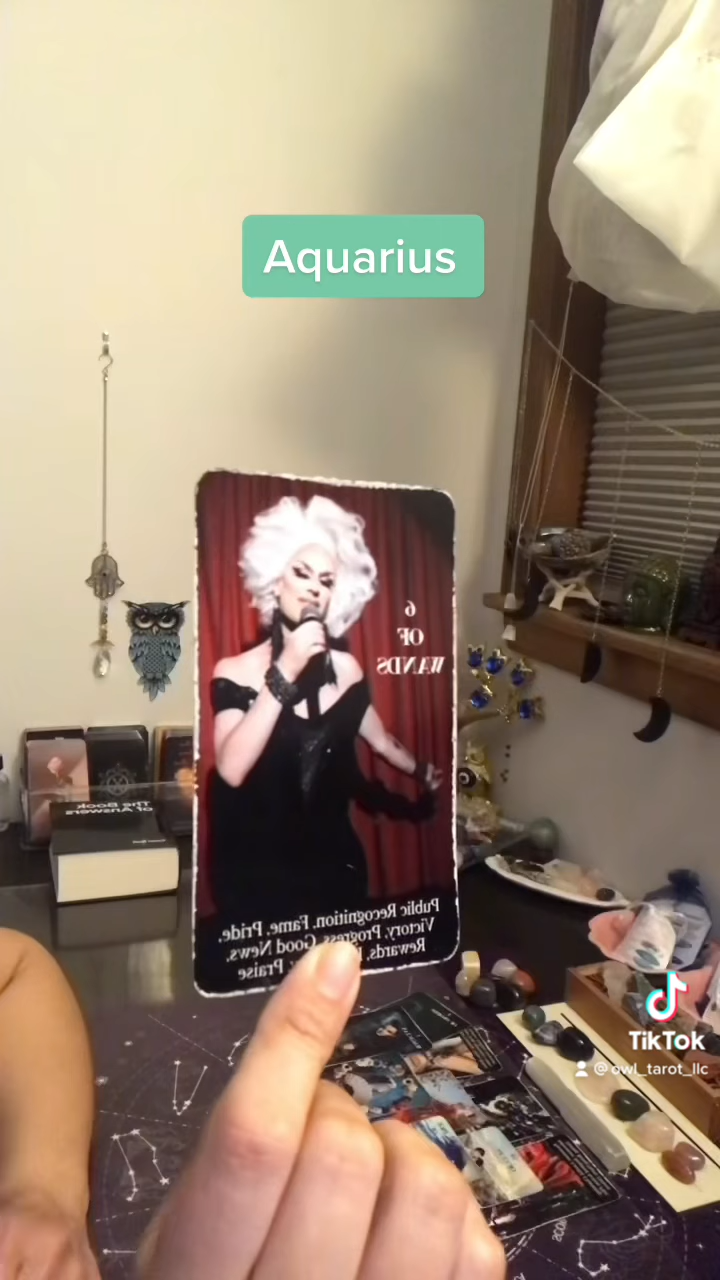 Aquarius
6
OF
WANDS
The Book
of Answers
Public Recognition, Fame, Pride,
Victory, Progress, Good News,
Rewards,
Praise
TikTok
@owl_tarot_llc